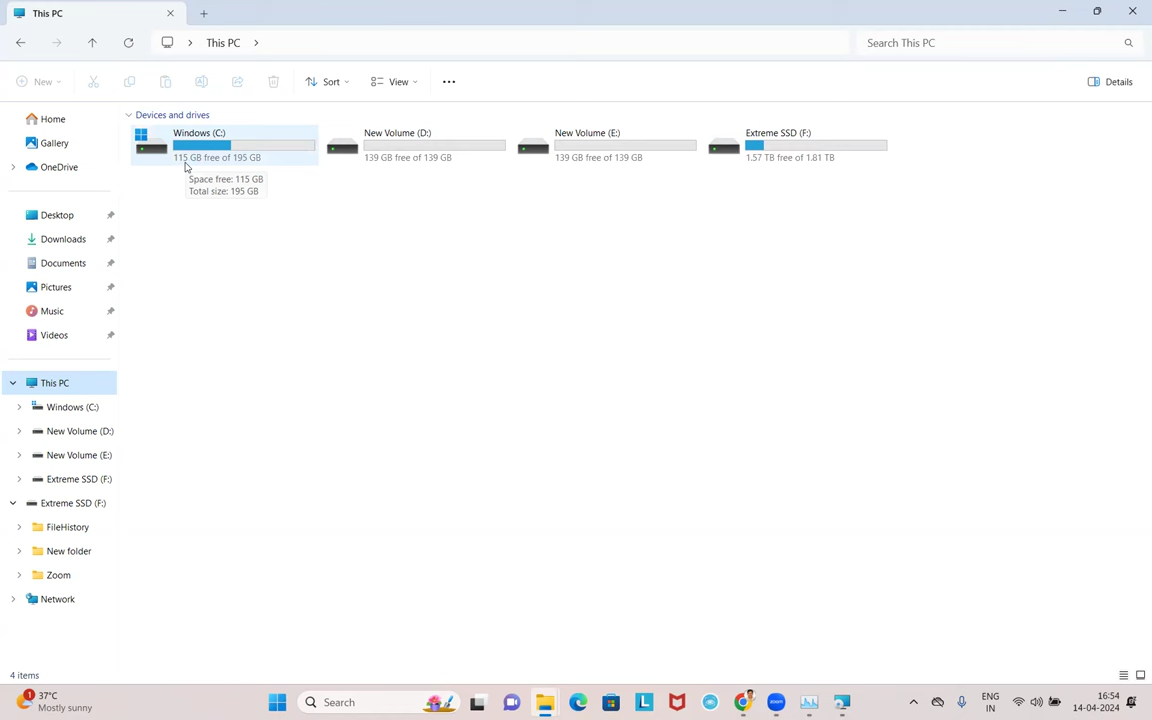 This PC
This PC
Search This PC
New
Sort
View
Details
Home
Gallery
OneDrive
Desktop
Downloads
Documents
Pictures
Music
Videos
This PC
Windows (C:)
New Volume (D:)
New Volume (E:)
Extreme SSD (F:)
Extreme SSD (F:)
FileHistory
New folder
Zoom
Network
Devices and drives
Windows (C:)
115 GB free of 195 GB
Space free: 115 GB
Total size: 195 GB
New Volume (D:)
139 GB free of 139 GB
New Volume (E:)
139 GB free of 139 GB
Extreme SSD (F:)
1.57 TB free of 1.81 TB
4 items
1
37°C
Mostly sunny
Search
L
zoom
ENG
IN
16:54
14-04-2024